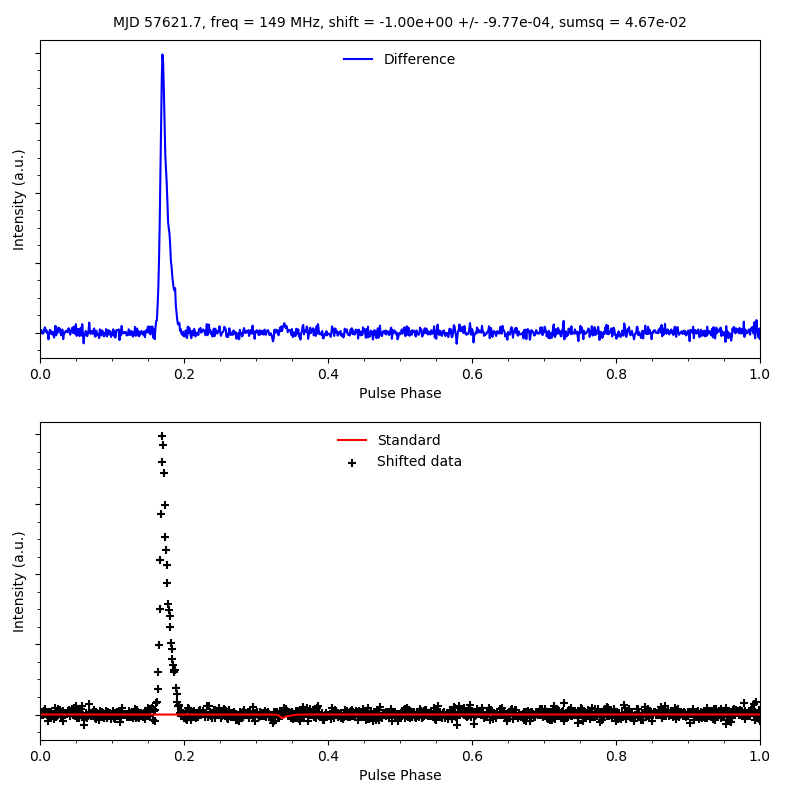 MJD 57621.7, freq = 149 MHz, shift = -1.00e+00 +/- -9.77e-04, sumsq = 4.67e-02
Difference
Intensity (a.u.)
0.0 0.2 0.4 0.6 0.8 1.0
Pulse Phase
Standard
Shifted data
Intensity (a.u.)
0.0 0.2 0.4 0.6 0.8 1.0
Pulse Phase